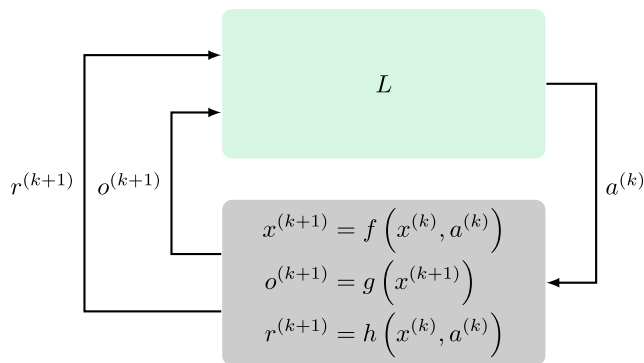 L
r^{(k+1)} o^{(k+1)} a^{(k)}
x^{(k+1)} = f(x^{(k)}, a^{(k)})
o^{(k+1)} = g(x^{(k+1)})
r^{(k+1)} = h(x^{(k)}, a^{(k)})